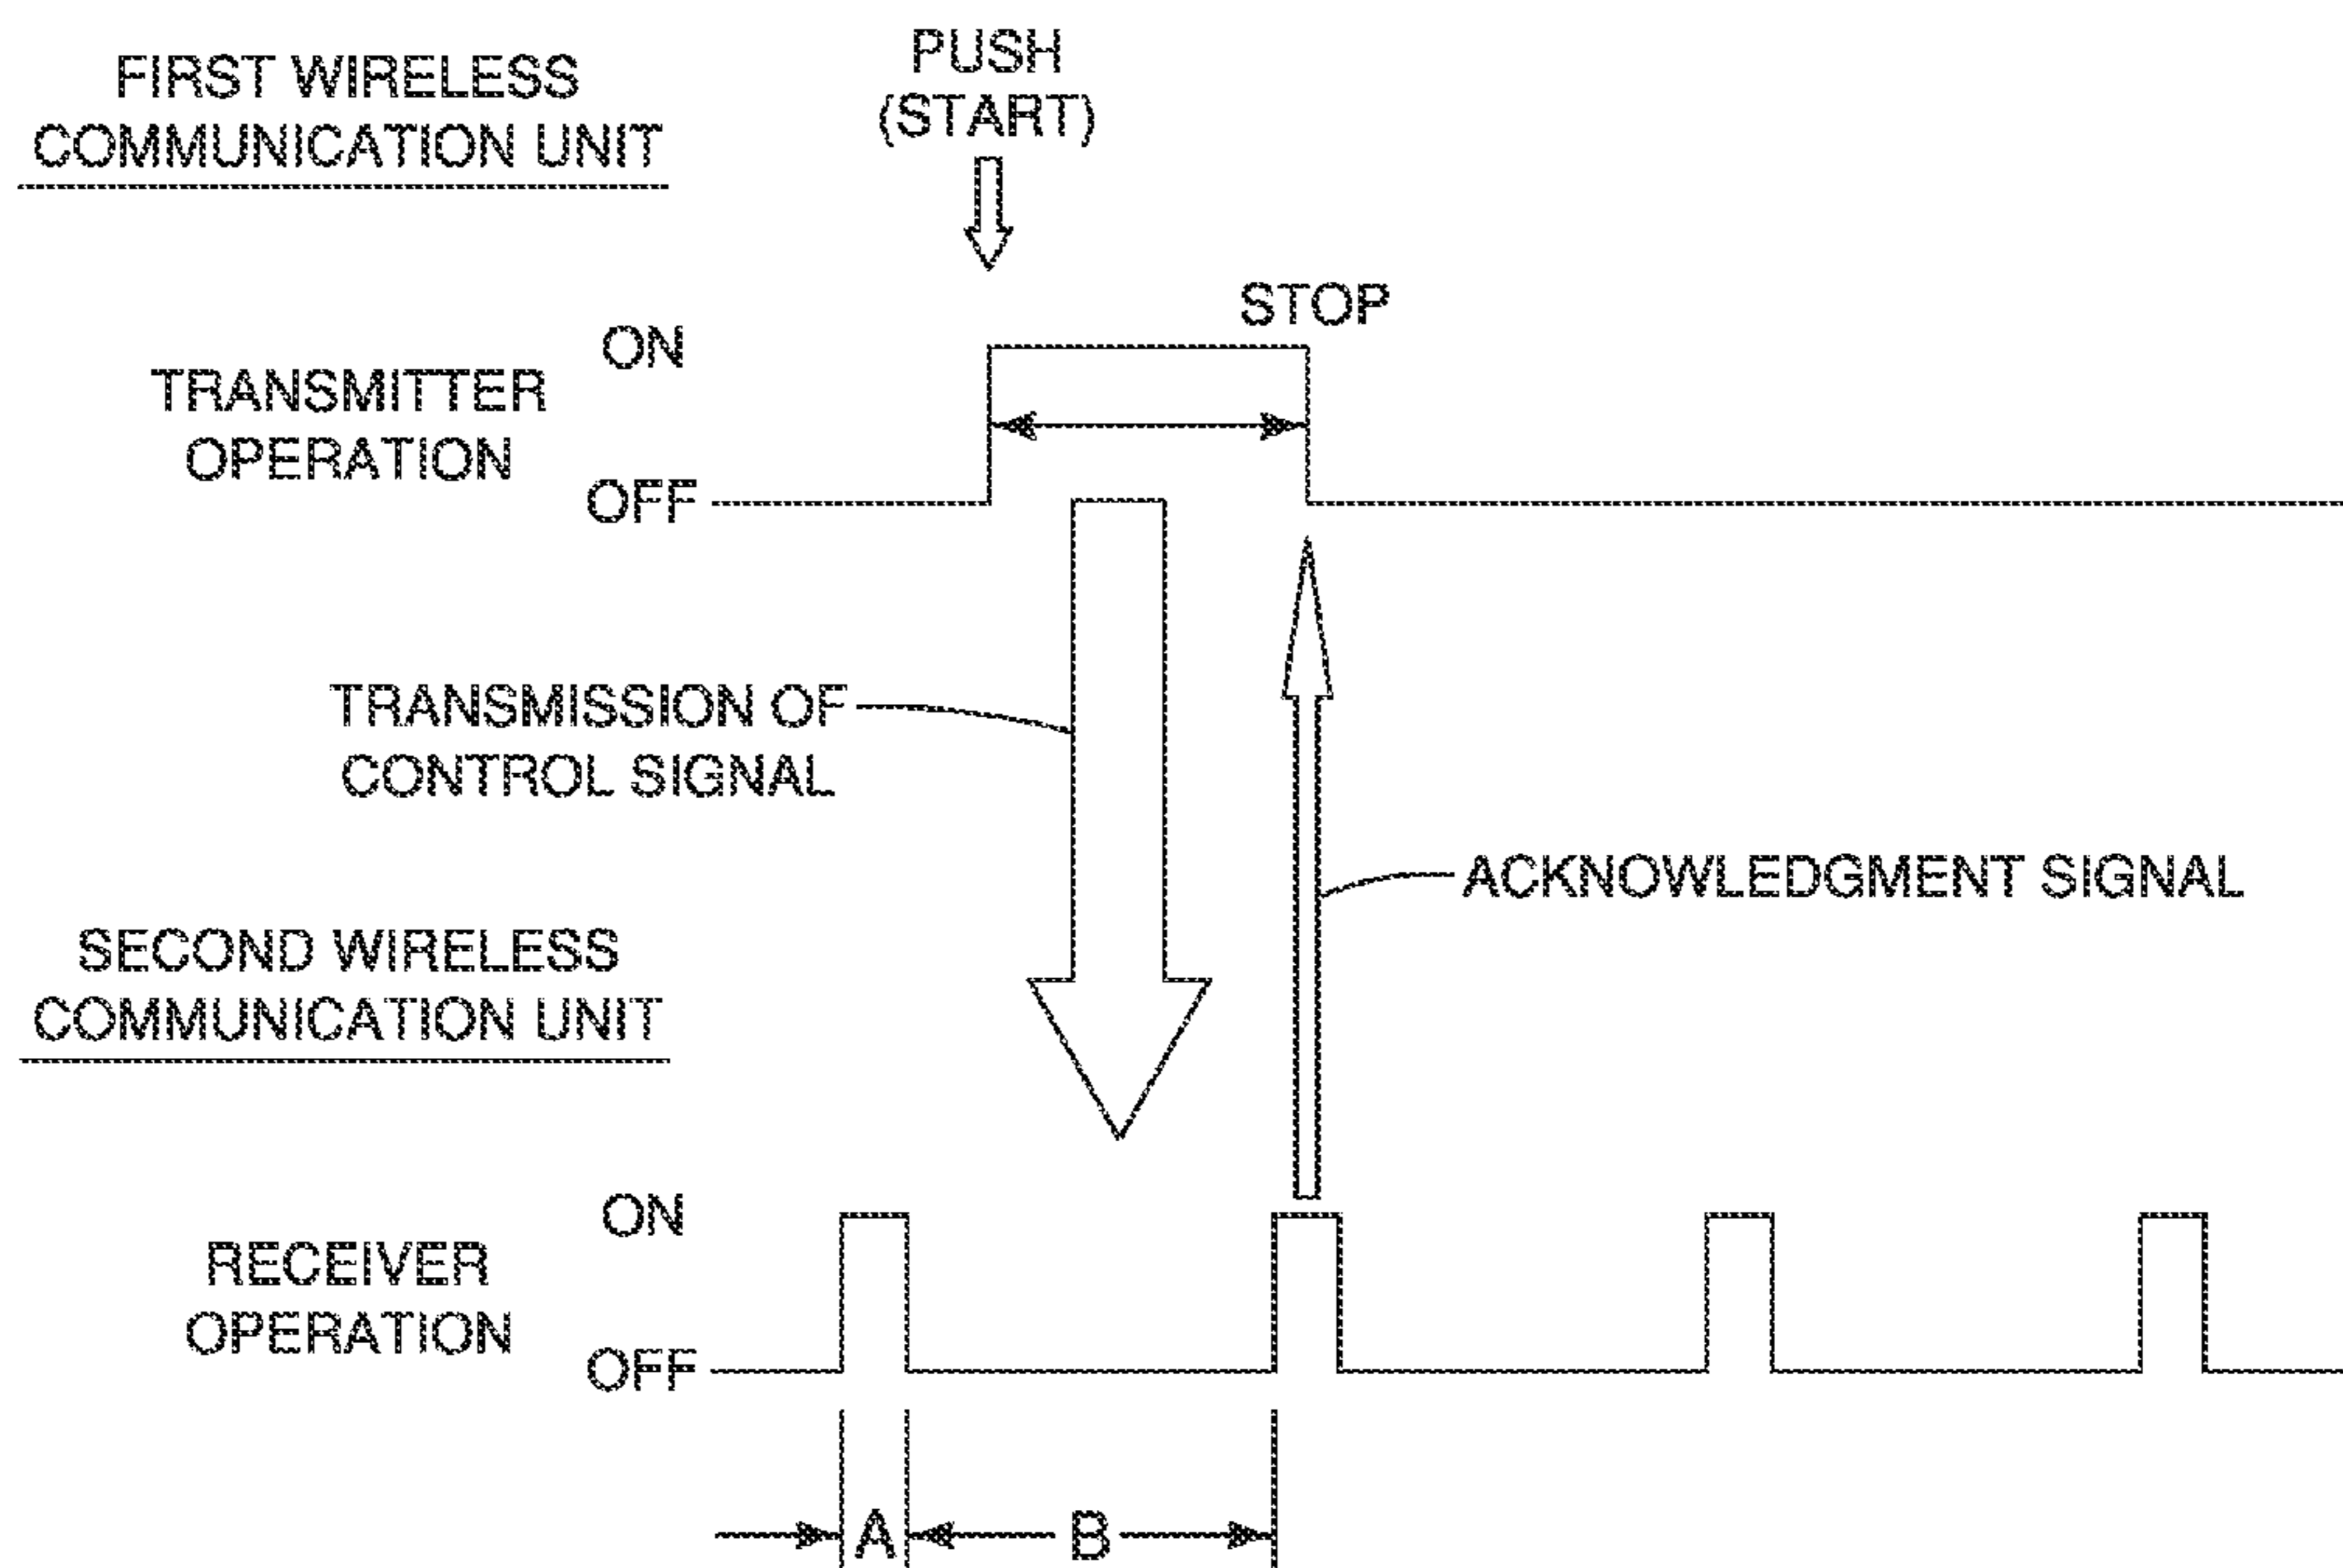 FIRST WIRELESS
COMMUNICATION UNIT
PUSH
(START)
STOP
ON
TRANSMITTER
OPERATION
OFF
TRANSMISSION OF
CONTROL SIGNAL
ACKNOWLEDGMENT SIGNAL
SECOND WIRELESS
COMMUNICATION UNIT
ON
RECEIVER
OPERATION
OFF
A
B